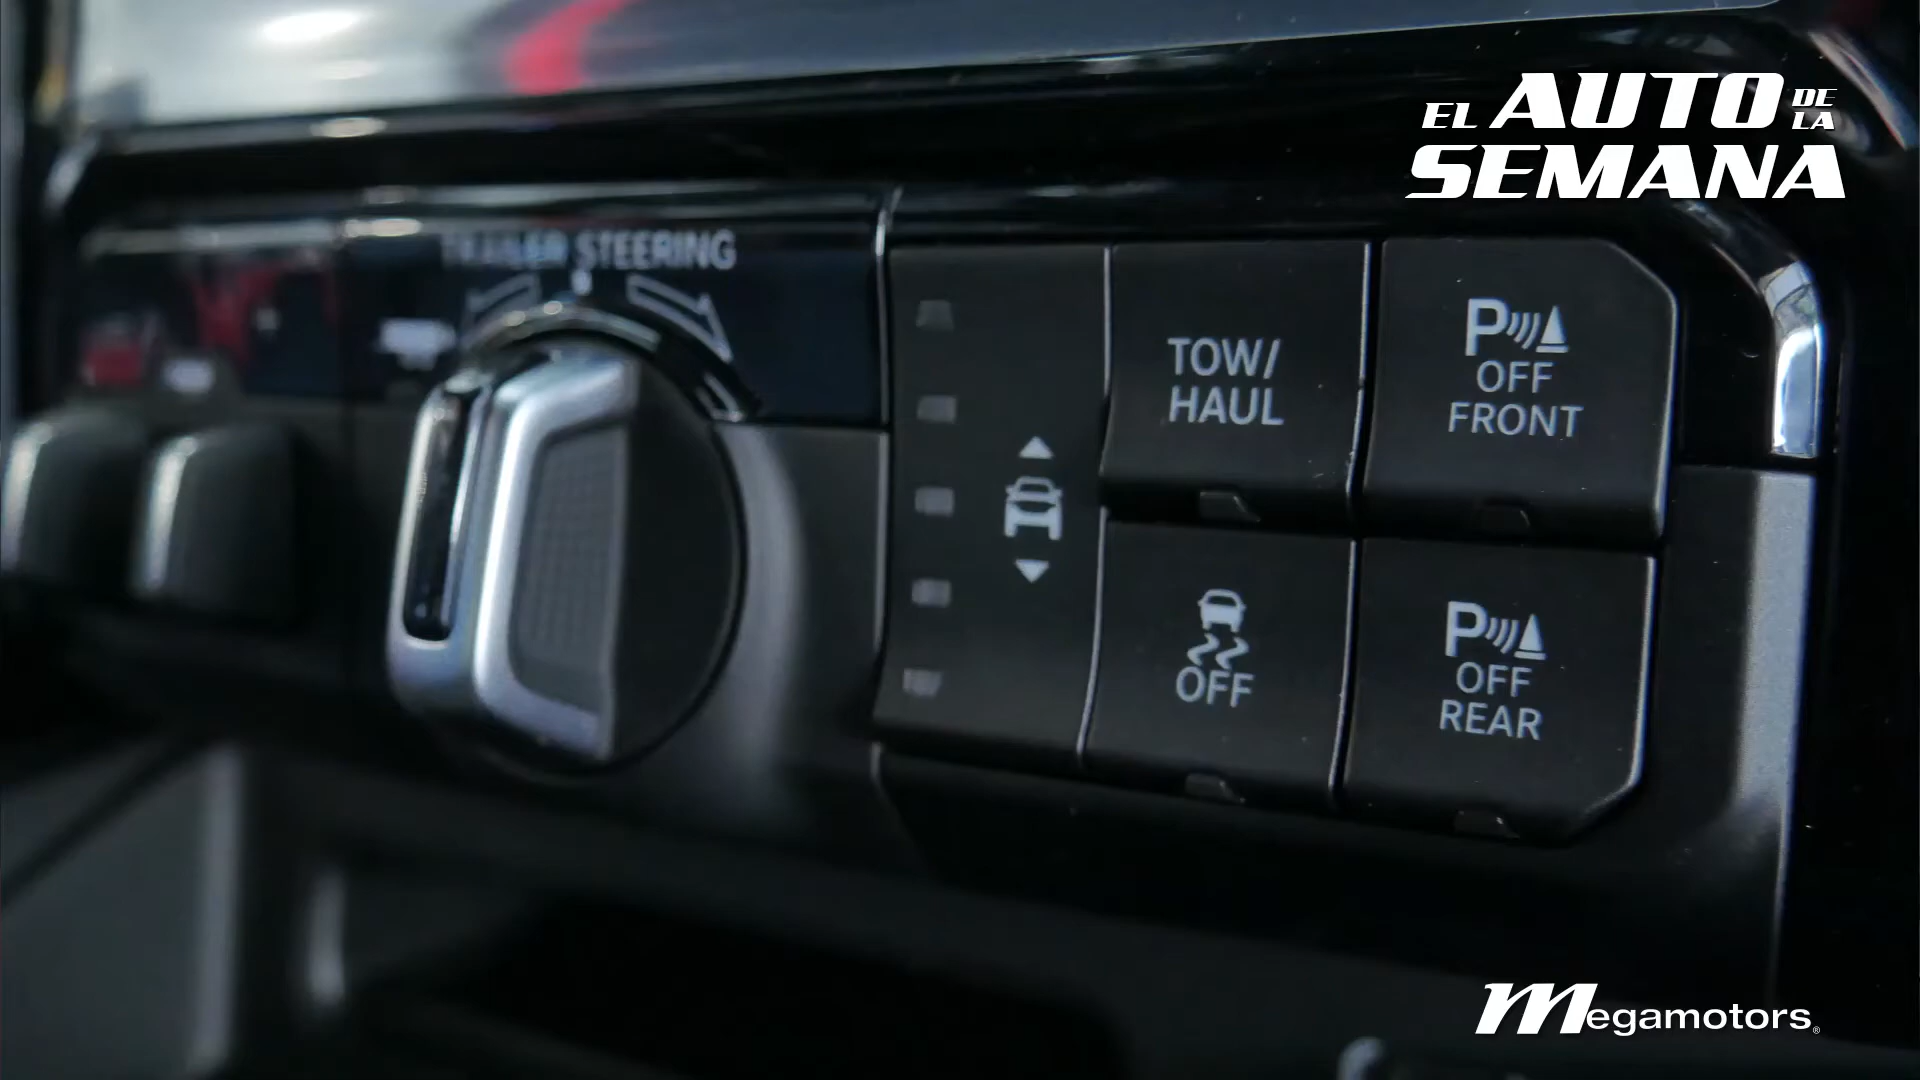 EL AUTO DE LA
SEMANA
TRAILER STEERING
TOW/
HAUL
P
OFF
FRONT
OFF
P
OFF
REAR
Megamotors®